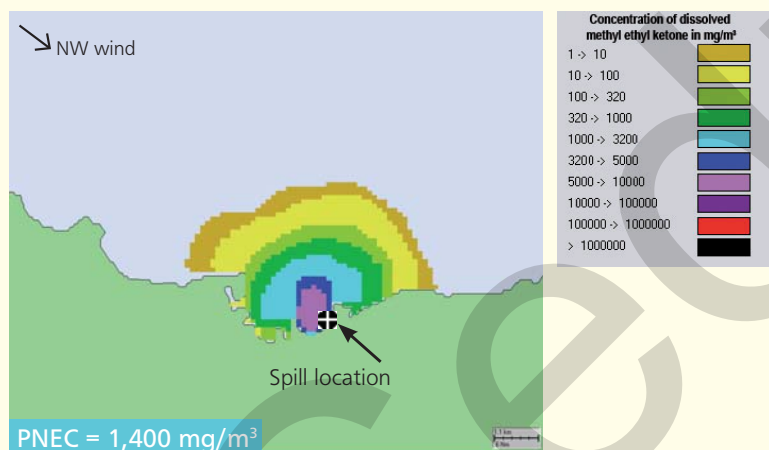 NW wind
Spill location
PNEC = 1,400 mg/m³
Concentration of dissolved
methyl ethyl ketone in mg/m³
1 -> 10
10 -> 100
100 -> 320
320 -> 1000
1000 -> 3200
3200 -> 5000
5000 -> 10000
10000 -> 100000
100000 -> 1000000
> 1000000